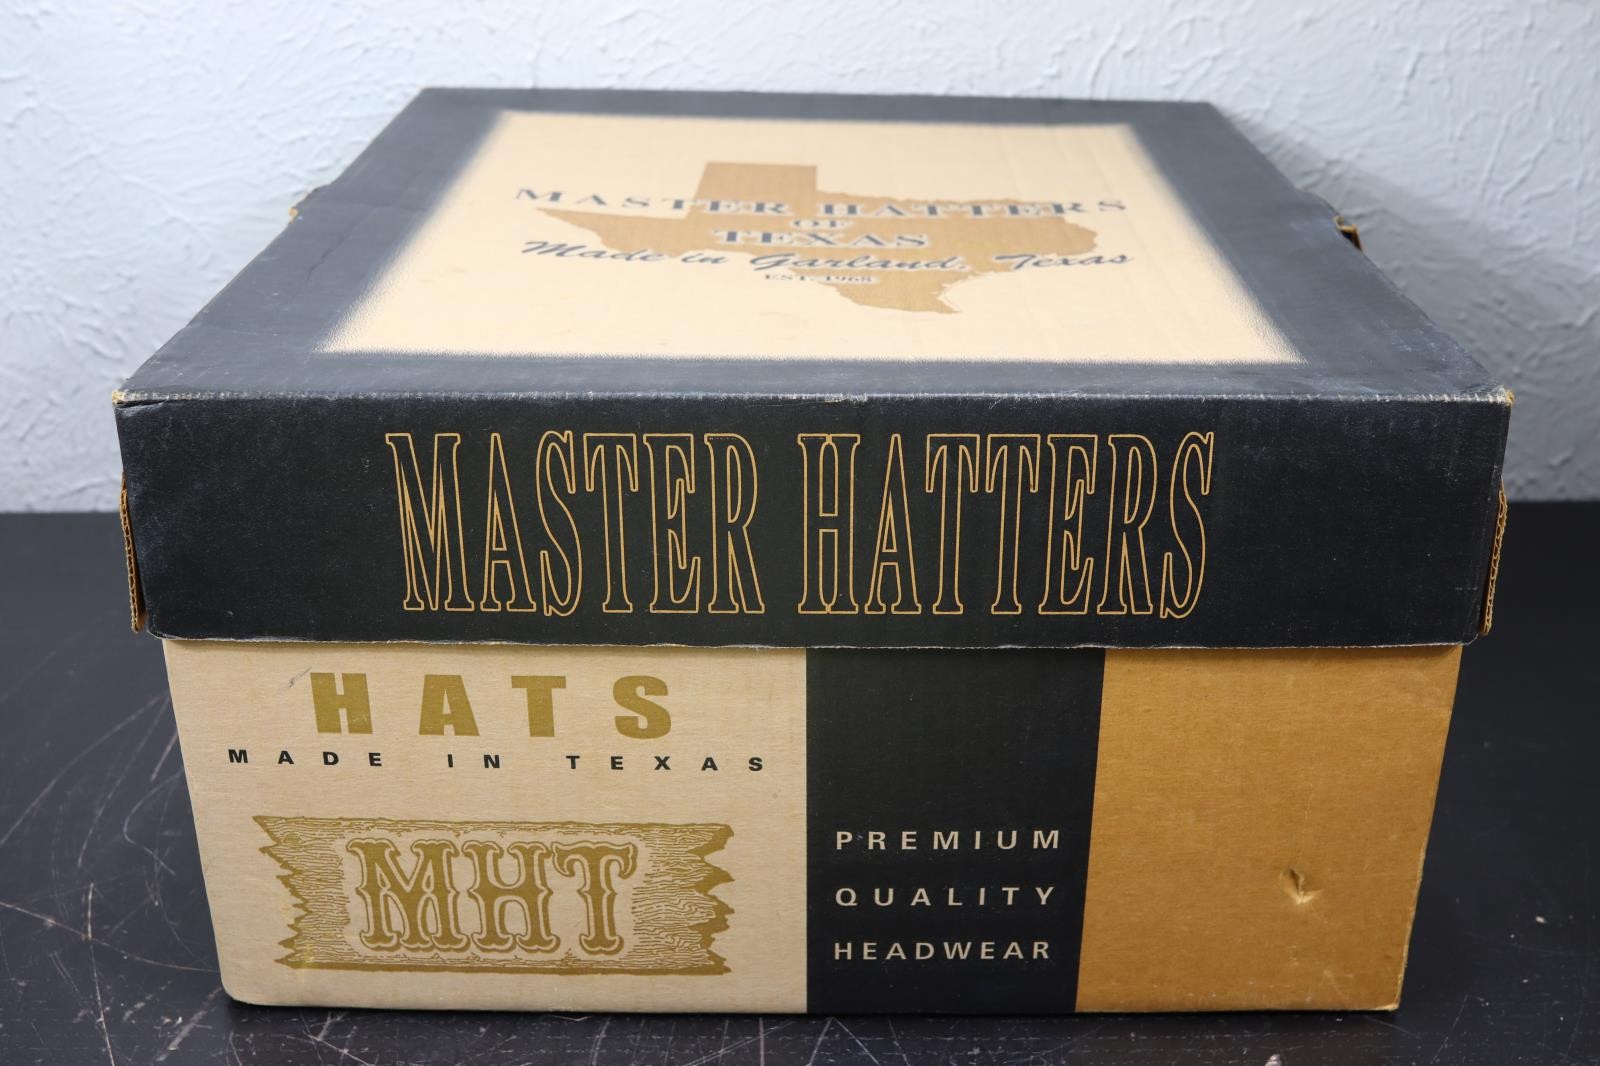 MASTER HATTERS
OF
TEXAS
Made in Garland, Texas
EST. 1968
MASTER HATTERS
HATS
MADE IN TEXAS
MHT
PREMIUM
QUALITY
HEADWEAR